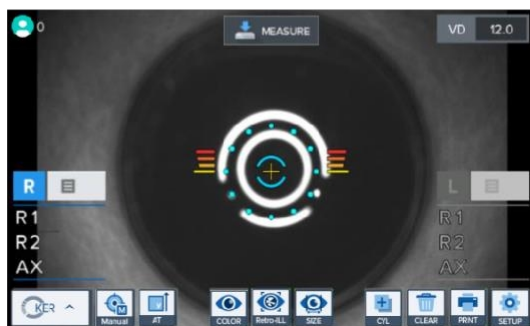 0
MEASURE
VD 12.0
R
L
R1
R2
AX
R1
R2
AX
KER
Manual
AT
COLOR
Retro-ILL
SIZE
CYL
CLEAR
PRNT
SETUP